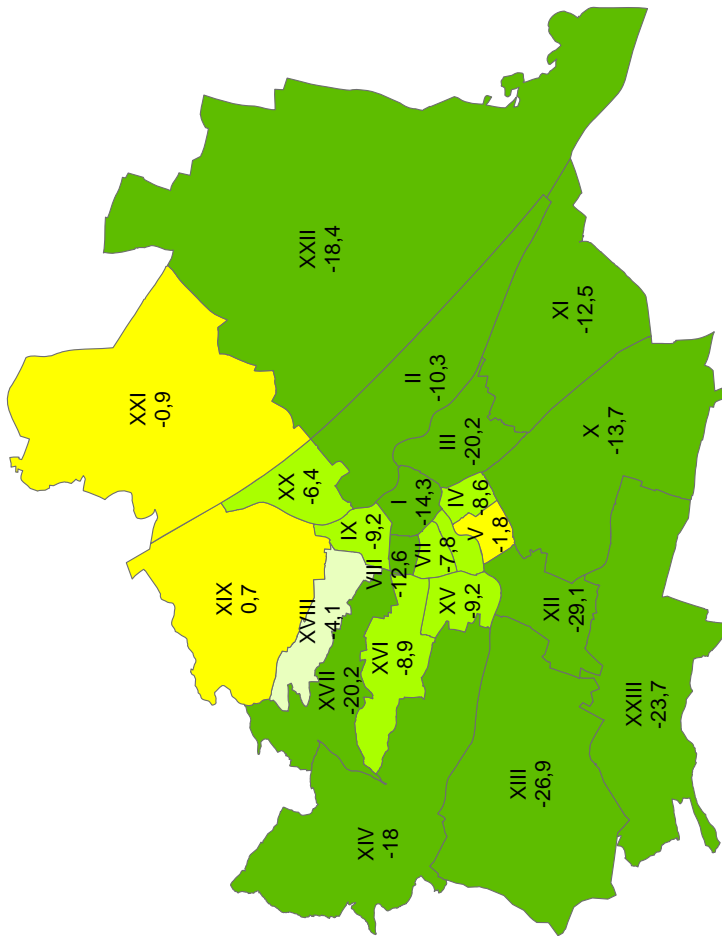 XXII
-18,4
XI
-12,5
II
-10,3
XXI
-0,9
X
-13,7
III
-20,2
XX
-6,4
I
-14,3
IV
-8,6
IX
-9,2
V
-1,8
VII
-7,8
VIII
-12,6
XIX
0,7
XV
-9,2
XII
-29,1
XVIII
-4,1
XVI
-8,9
XVII
-20,2
XXIII
-23,7
XIII
-26,9
XIV
-18